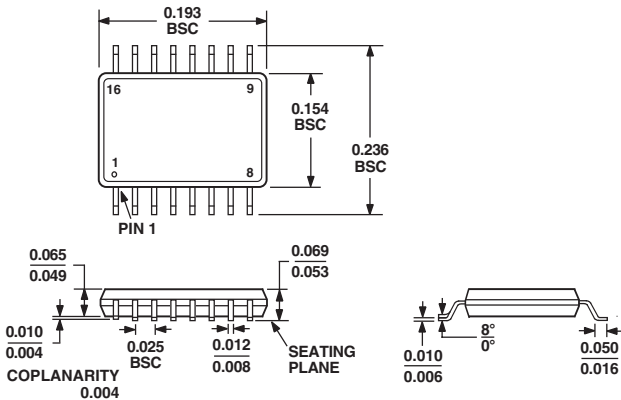 0.193
BSC
16
9
0.154
BSC
0.236
BSC
1
8
PIN 1
0.065
0.049
0.069
0.053
0.010
0.004
0.025
BSC
0.012
0.008
SEATING
PLANE
COPLANARITY
0.004
0.010
0.006
8°
0°
0.050
0.016